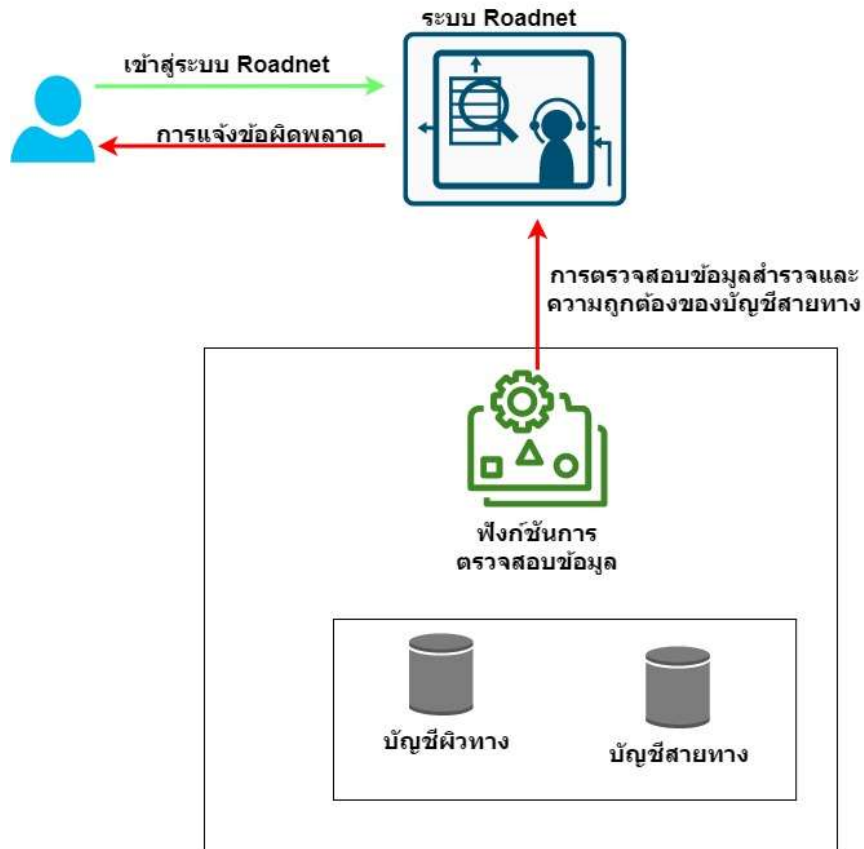 ระบบ Roadnet
เข้าสู่ระบบ Roadnet
การแจ้งข้อผิดพลาด
การตรวจสอบข้อมูลสำรวจและ
ความถูกต้องของบัญชีสายทาง
ฟังก์ชันการ
ตรวจสอบข้อมูล
บัญชีผิวทาง
บัญชีสายทาง